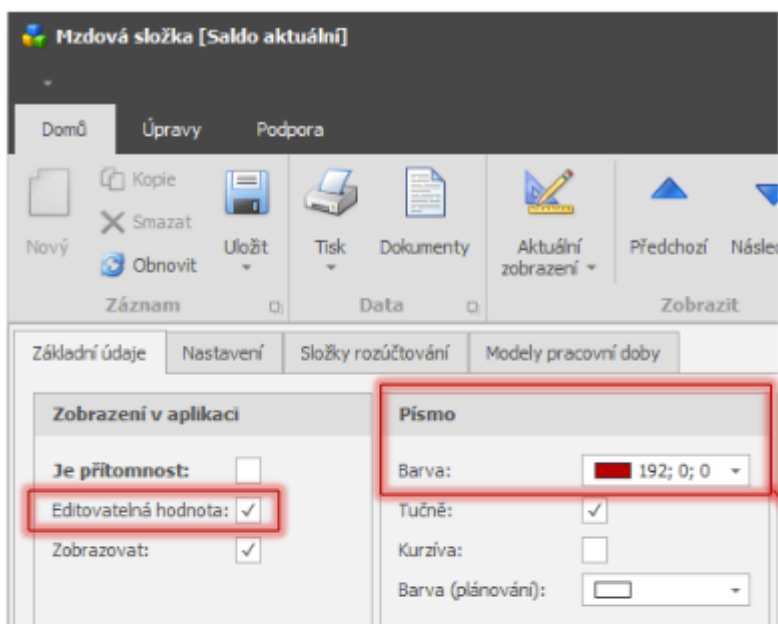 Mzdová složka [Saldo aktuální]
Domů Úpravy Podpora
Nový
Kopie
Smazat
Obnovit
Uložit
Tisk
Dokumenty
Aktuální
zobrazení
Předchozí
Záznam
Data
Zobrazit
Základní údaje Nastavení Složky rozúčtování Modely pracovní doby
Zobrazení v aplikaci
Je přítomnost:
Editovatelná hodnota:
Zobrazovat:
Písmo
Barva: 192; 0; 0
Tučně:
Kurzíva:
Barva (plánování):